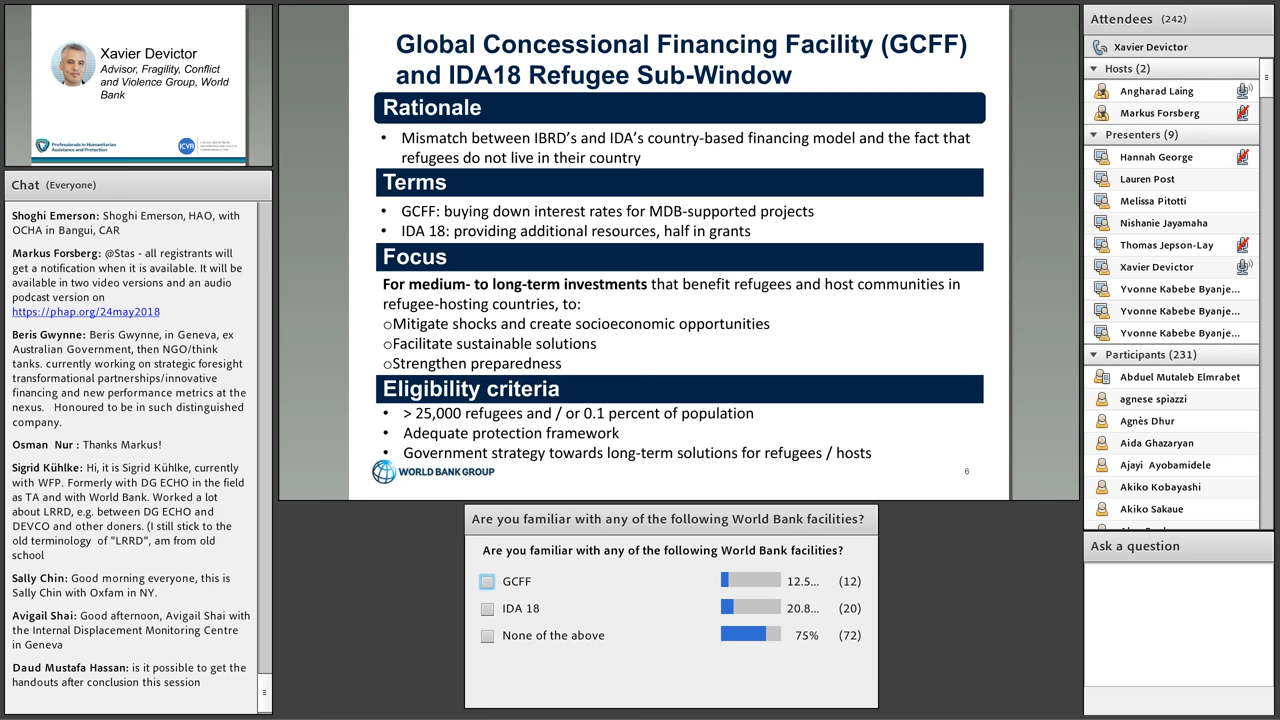 Xavier Devictor
Advisor, Fragility, Conflict
and Violence Group, World
Bank
Professionals in Humanitarian
Assistance and Protection
ICVA
Chat (Everyone)
Shoghi Emerson: Shoghi Emerson, HAO, with
OCHA in Bangui, CAR
Markus Forsberg: @Stas - all registrants will
get a notification when it is available. It will be
available in two video versions and an audio
podcast version on
https://phap.org/24may2018
Beris Gwynne: Beris Gwynne, in Geneva, ex
Australian Government, then NGO/think
tanks. currently working on strategic foresight
transformational partnerships/innovative
financing and new performance metrics at the
nexus. Honoured to be in such distinguished
company.
Osman Nur : Thanks Markus!
Sigrid Kühlke: Hi, it is Sigrid Kühlke, currently
with WFP. Formerly with DG ECHO in the field
as TA and with World Bank. Worked a lot
about LRRD, e.g. between DG ECHO and
DEVCO and other doners. (I still stick to the
old terminology of "LRRD", am from old
school
Sally Chin: Good morning everyone, this is
Sally Chin with Oxfam in NY.
Avigail Shai: Good afternoon, Avigail Shai with
the Internal Displacement Monitoring Centre
in Geneva
Daud Mustafa Hassan: is it possible to get the
handouts after conclusion this session
Global Concessional Financing Facility (GCFF)
and IDA18 Refugee Sub-Window
Rationale
• Mismatch between IBRD's and IDA's country-based financing model and the fact that
refugees do not live in their country
Terms
• GCFF: buying down interest rates for MDB-supported projects
• IDA 18: providing additional resources, half in grants
Focus
For medium- to long-term investments that benefit refugees and host communities in
refugee-hosting countries, to:
oMitigate shocks and create socioeconomic opportunities
oFacilitate sustainable solutions
oStrengthen preparedness
Eligibility criteria
• > 25,000 refugees and / or 0.1 percent of population
• Adequate protection framework
• Government strategy towards long-term solutions for refugees / hosts
WORLD BANK GROUP
6
Are you familiar with any of the following World Bank facilities?
Are you familiar with any of the following World Bank facilities?
GCFF 12.5... (12)
IDA 18 20.8... (20)
None of the above 75% (72)
Attendees (242)
Xavier Devictor
Hosts (2)
Angharad Laing
Markus Forsberg
Presenters (9)
Hannah George
Lauren Post
Melissa Pitotti
Nishanie Jayamaha
Thomas Jepson-Lay
Xavier Devictor
Yvonne Kabebe Byanje...
Yvonne Kabebe Byanje...
Yvonne Kabebe Byanje...
Participants (231)
Abduel Mutaleb Elmrabet
agnese spiazzi
Agnès Dhur
Aida Ghazaryan
Ajayi Ayobamidele
Akiko Kobayashi
Akiko Sakaue
Ask a question